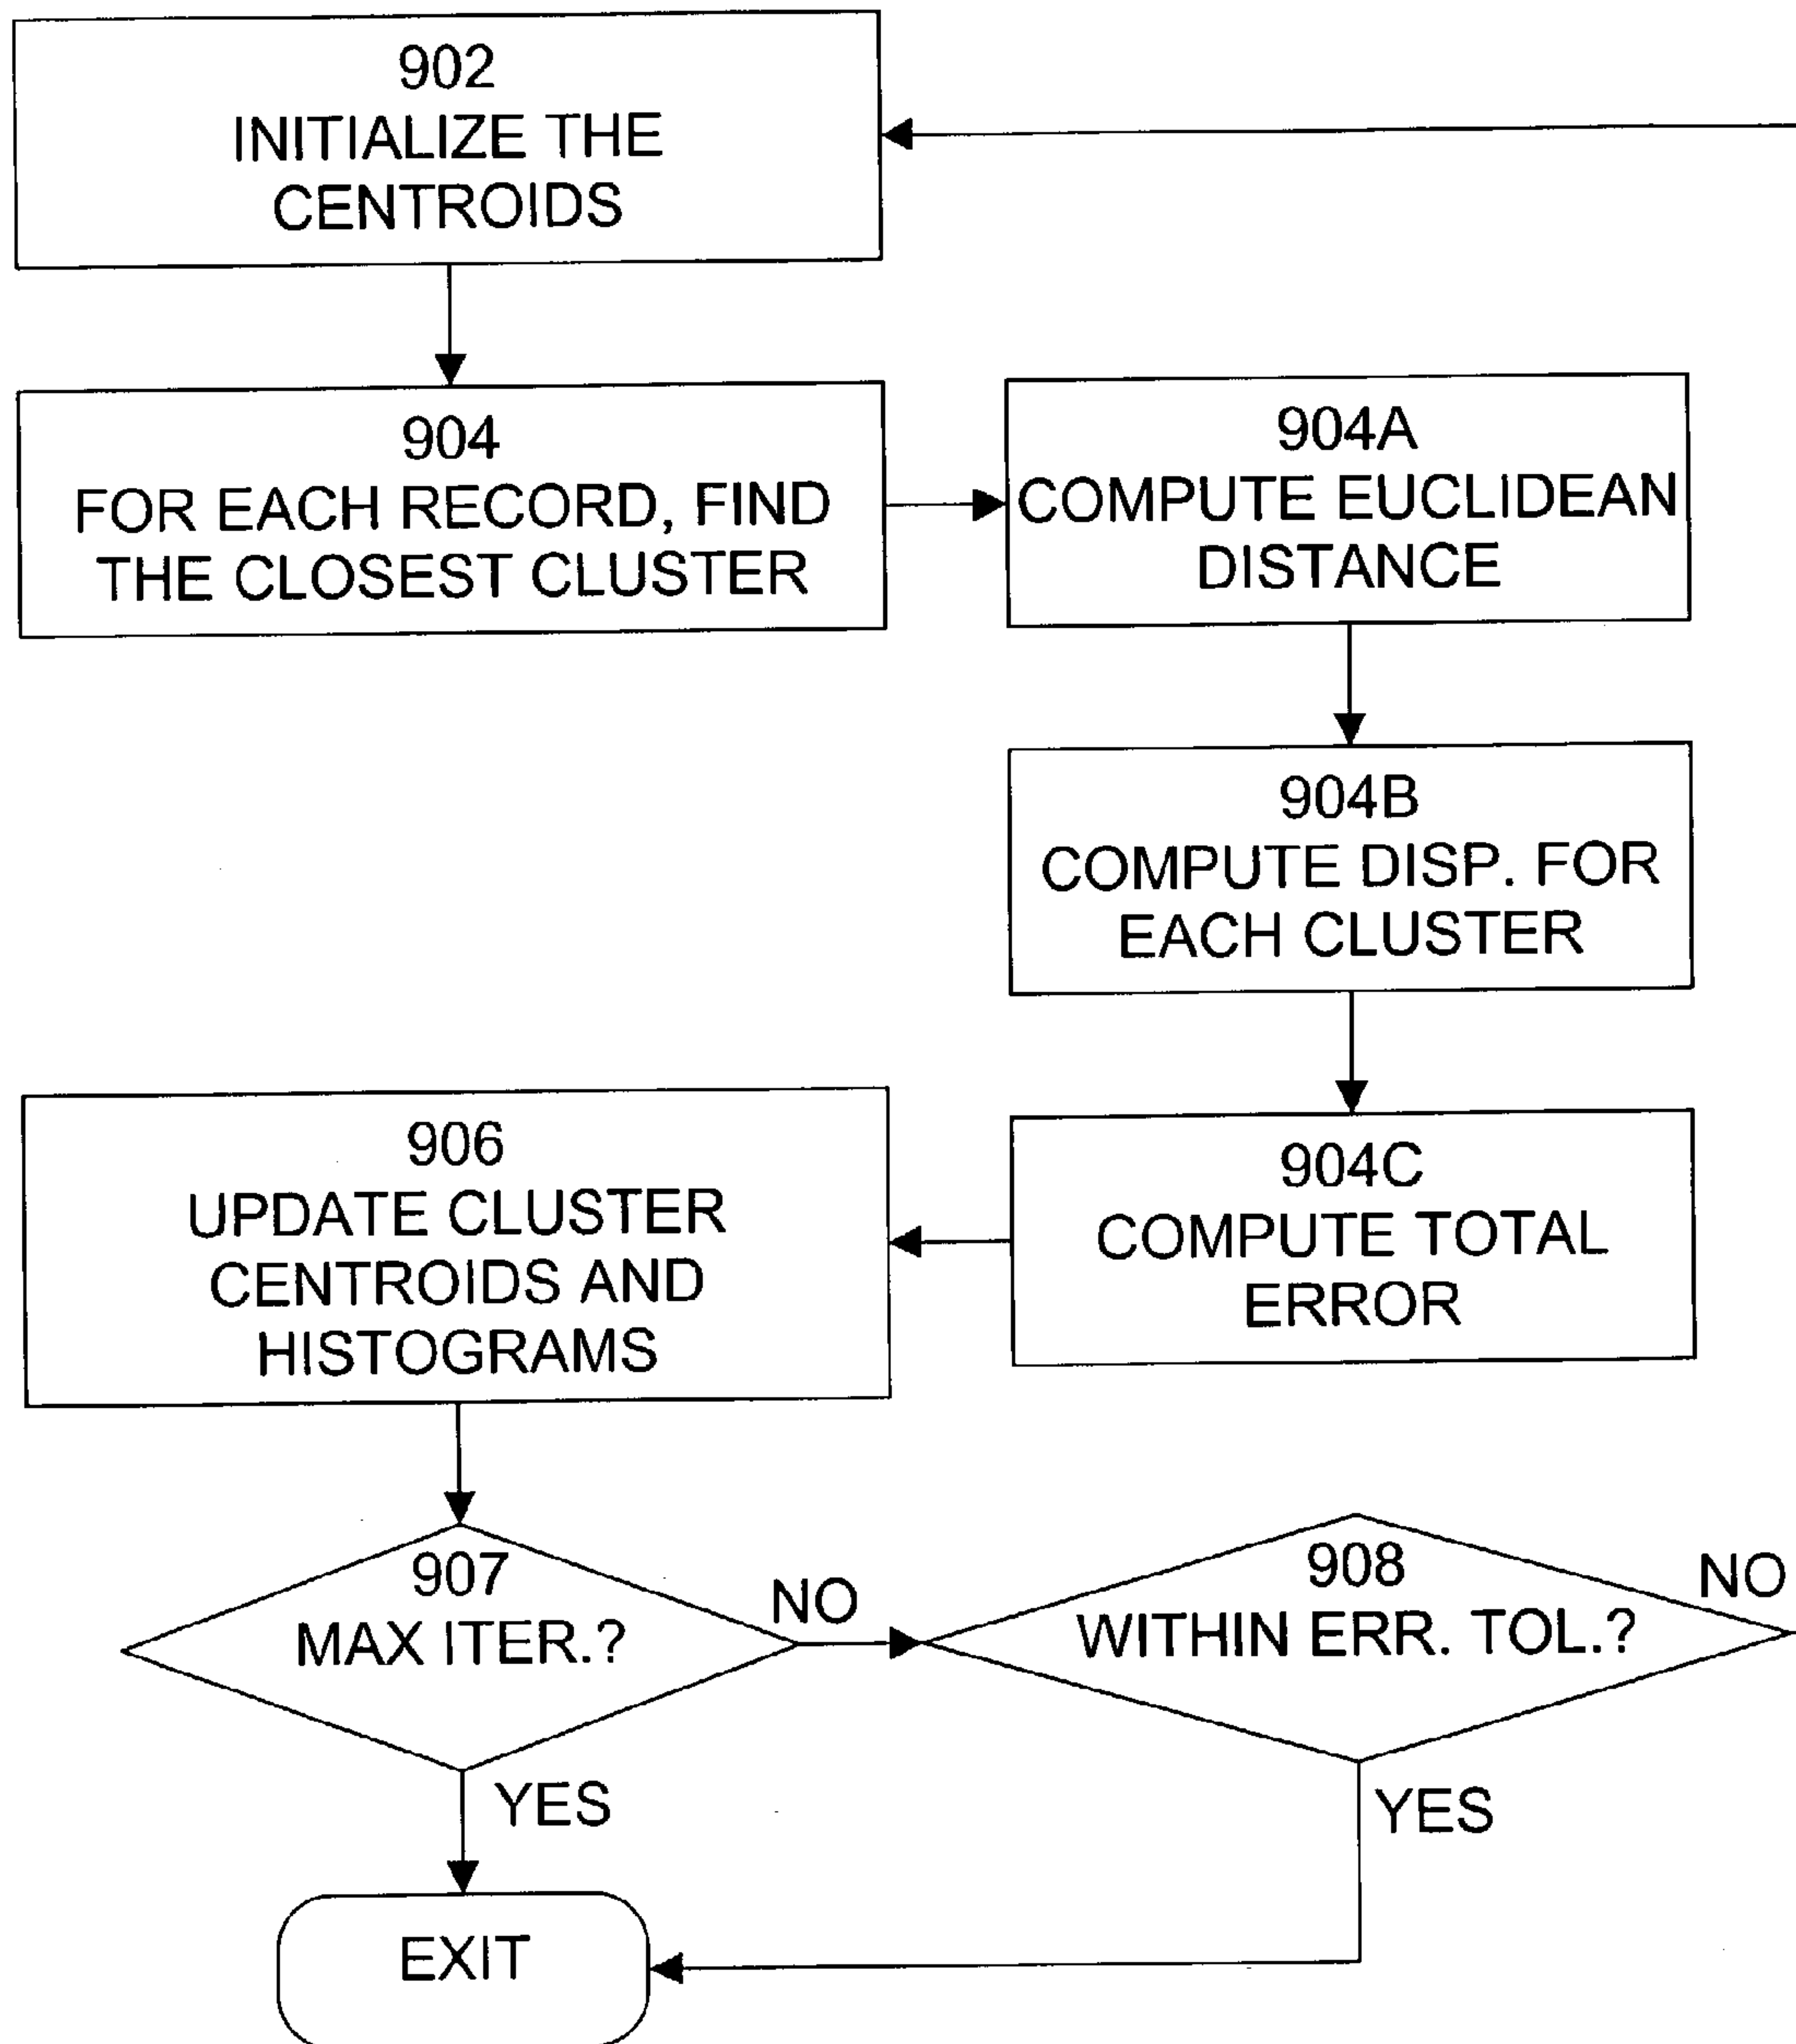 902
INITIALIZE THE
CENTROIDS
904
FOR EACH RECORD, FIND
THE CLOSEST CLUSTER
904A
COMPUTE EUCLIDEAN
DISTANCE
904B
COMPUTE DISP. FOR
EACH CLUSTER
904C
COMPUTE TOTAL
ERROR
906
UPDATE CLUSTER
CENTROIDS AND
HISTOGRAMS
907
MAX ITER.?
NO
908
WITHIN ERR. TOL.?
NO
YES
YES
EXIT